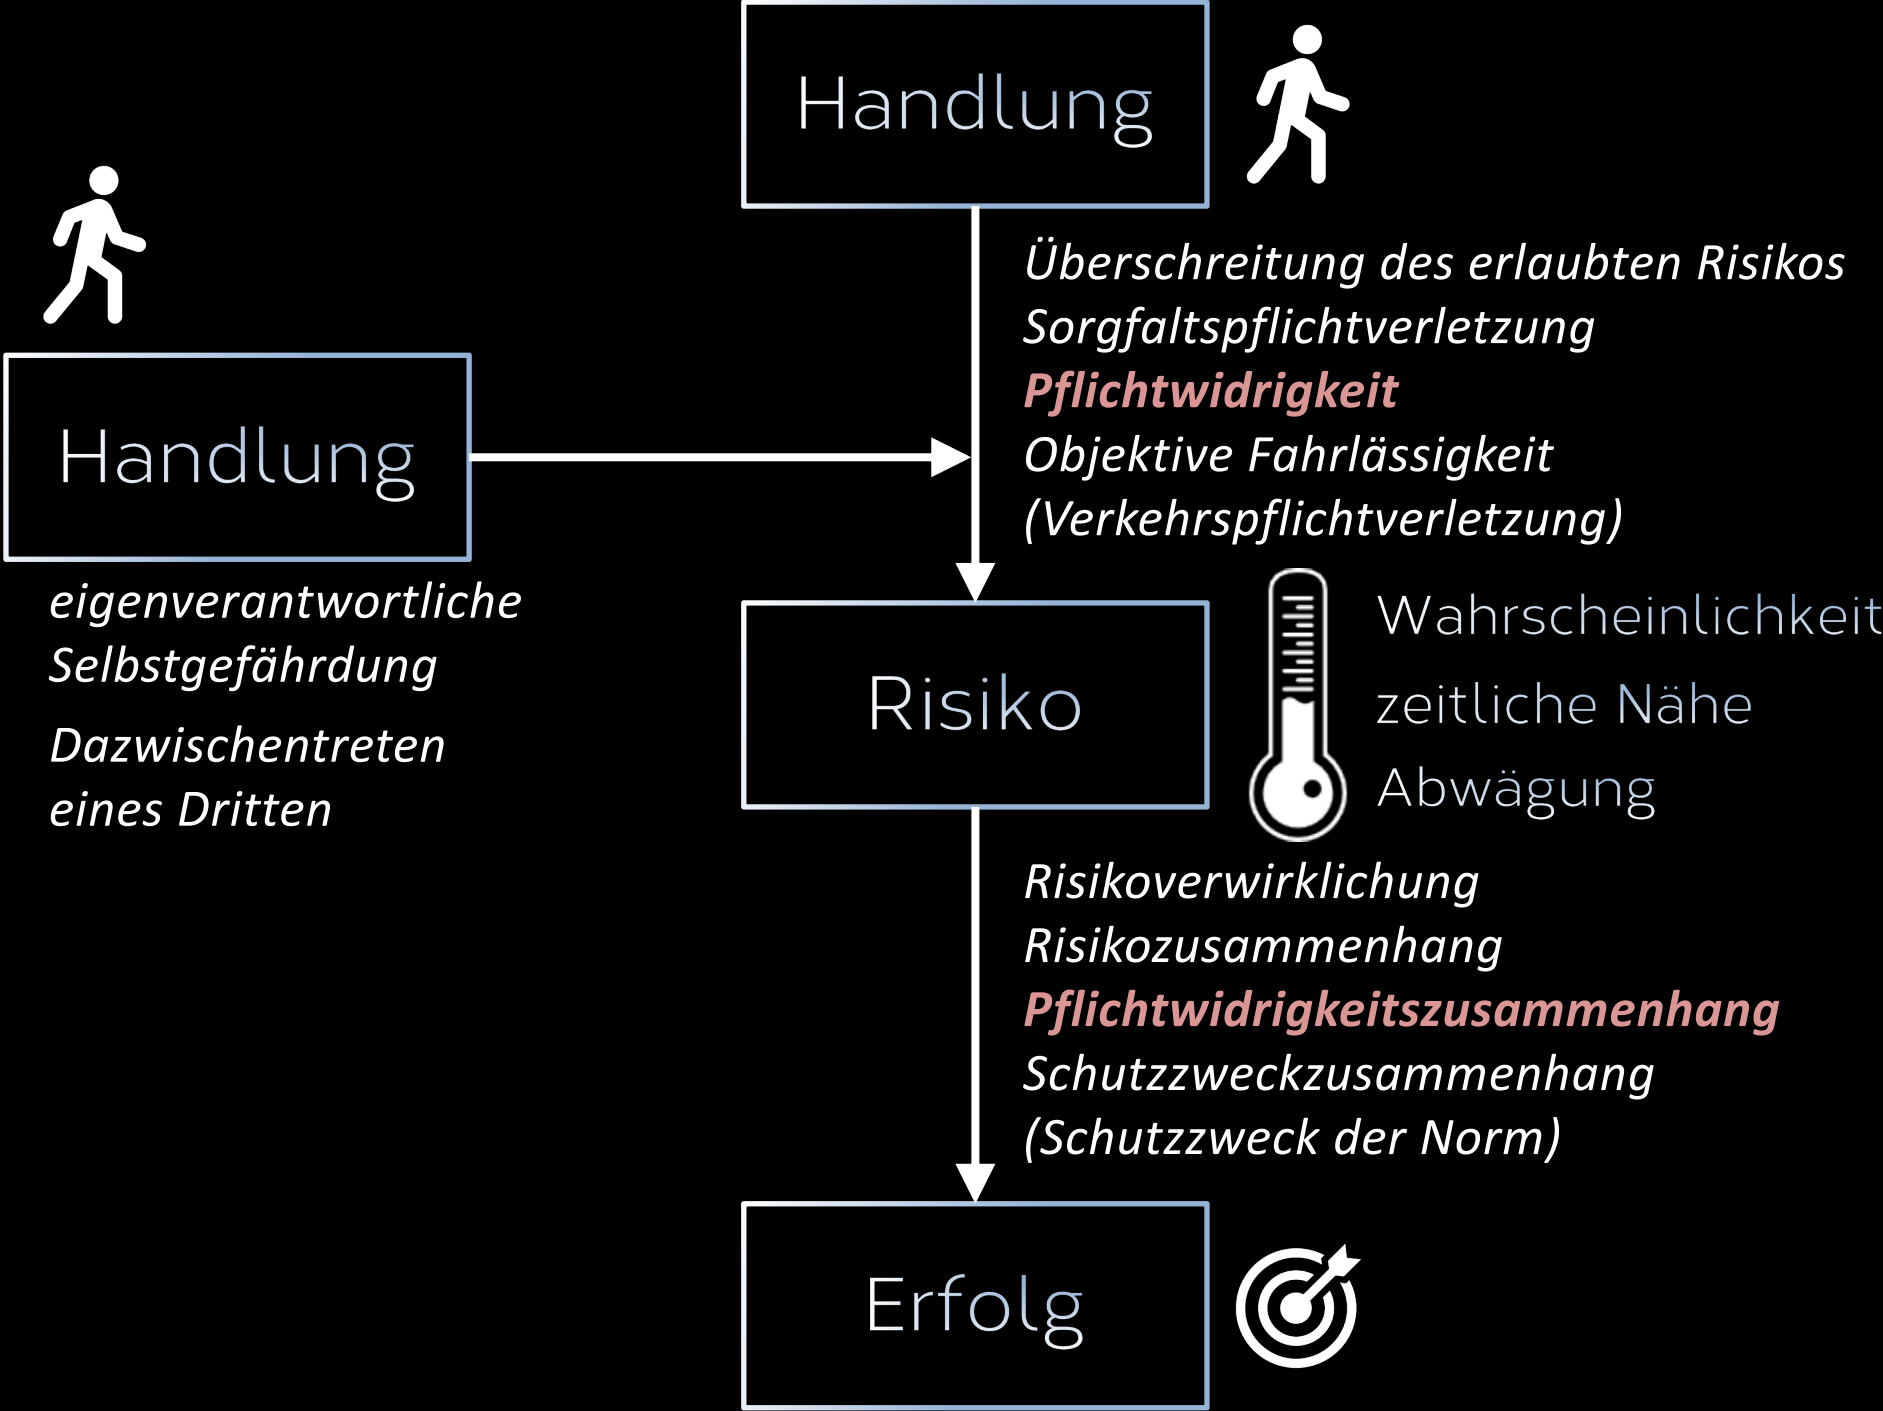 Handlung
Überschreitung des erlaubten Risikos
Sorgfaltspflichtverletzung
Pflichtwidrigkeit
Objektive Fahrlässigkeit
(Verkehrspflichtverletzung)
Handlung
eigenverantwortliche
Selbstgefährdung
Dazwischentreten
eines Dritten
Risiko
Wahrscheinlichkeit
zeitliche Nähe
Abwägung
Risikoverwirklichung
Risikozusammenhang
Pflichtwidrigkeitszusammenhang
Schutzzweckzusammenhang
(Schutzzweck der Norm)
Erfolg